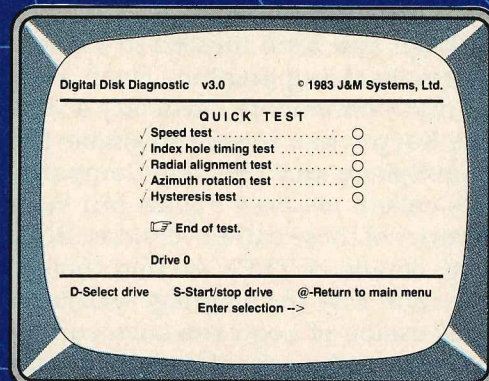 Digital Disk Diagnostic v3.0 © 1983 J&M Systems, Ltd.
QUICK TEST
√ Speed test ........................ ○
√ Index hole timing test ........ ○
√ Radial alignment test .......... ○
√ Azimuth rotation test .......... ○
√ Hysteresis test ................... ○
☞ End of test.
Drive 0
D-Select drive S-Start/stop drive @-Return to main menu
Enter selection -->